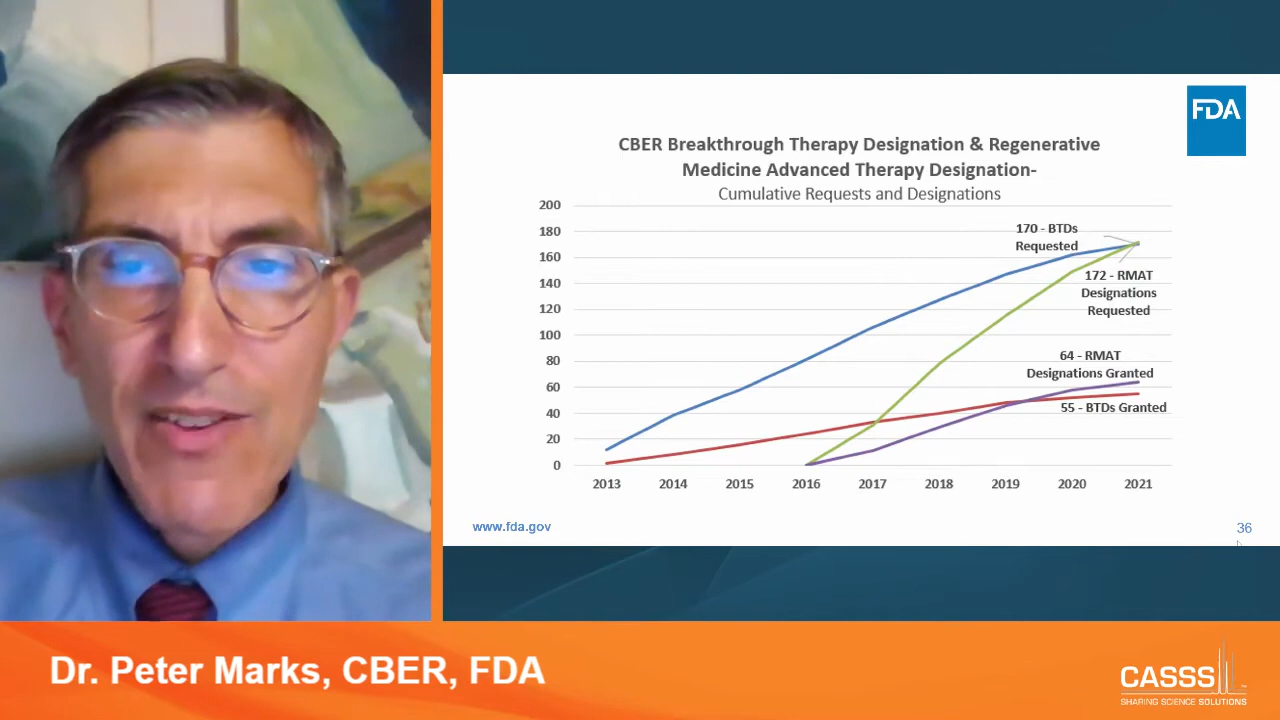 FDA
CBER Breakthrough Therapy Designation & Regenerative
Medicine Advanced Therapy Designation-
Cumulative Requests and Designations
200
180
160
140
120
100
80
60
40
20
0
170 - BTDs
Requested
172 - RMAT
Designations
Requested
64 - RMAT
Designations Granted
55 - BTDs Granted
2013 2014 2015 2016 2017 2018 2019 2020 2021
www.fda.gov
36
Dr. Peter Marks, CBER, FDA
CASSS
SHARING SCIENCE SOLUTIONS